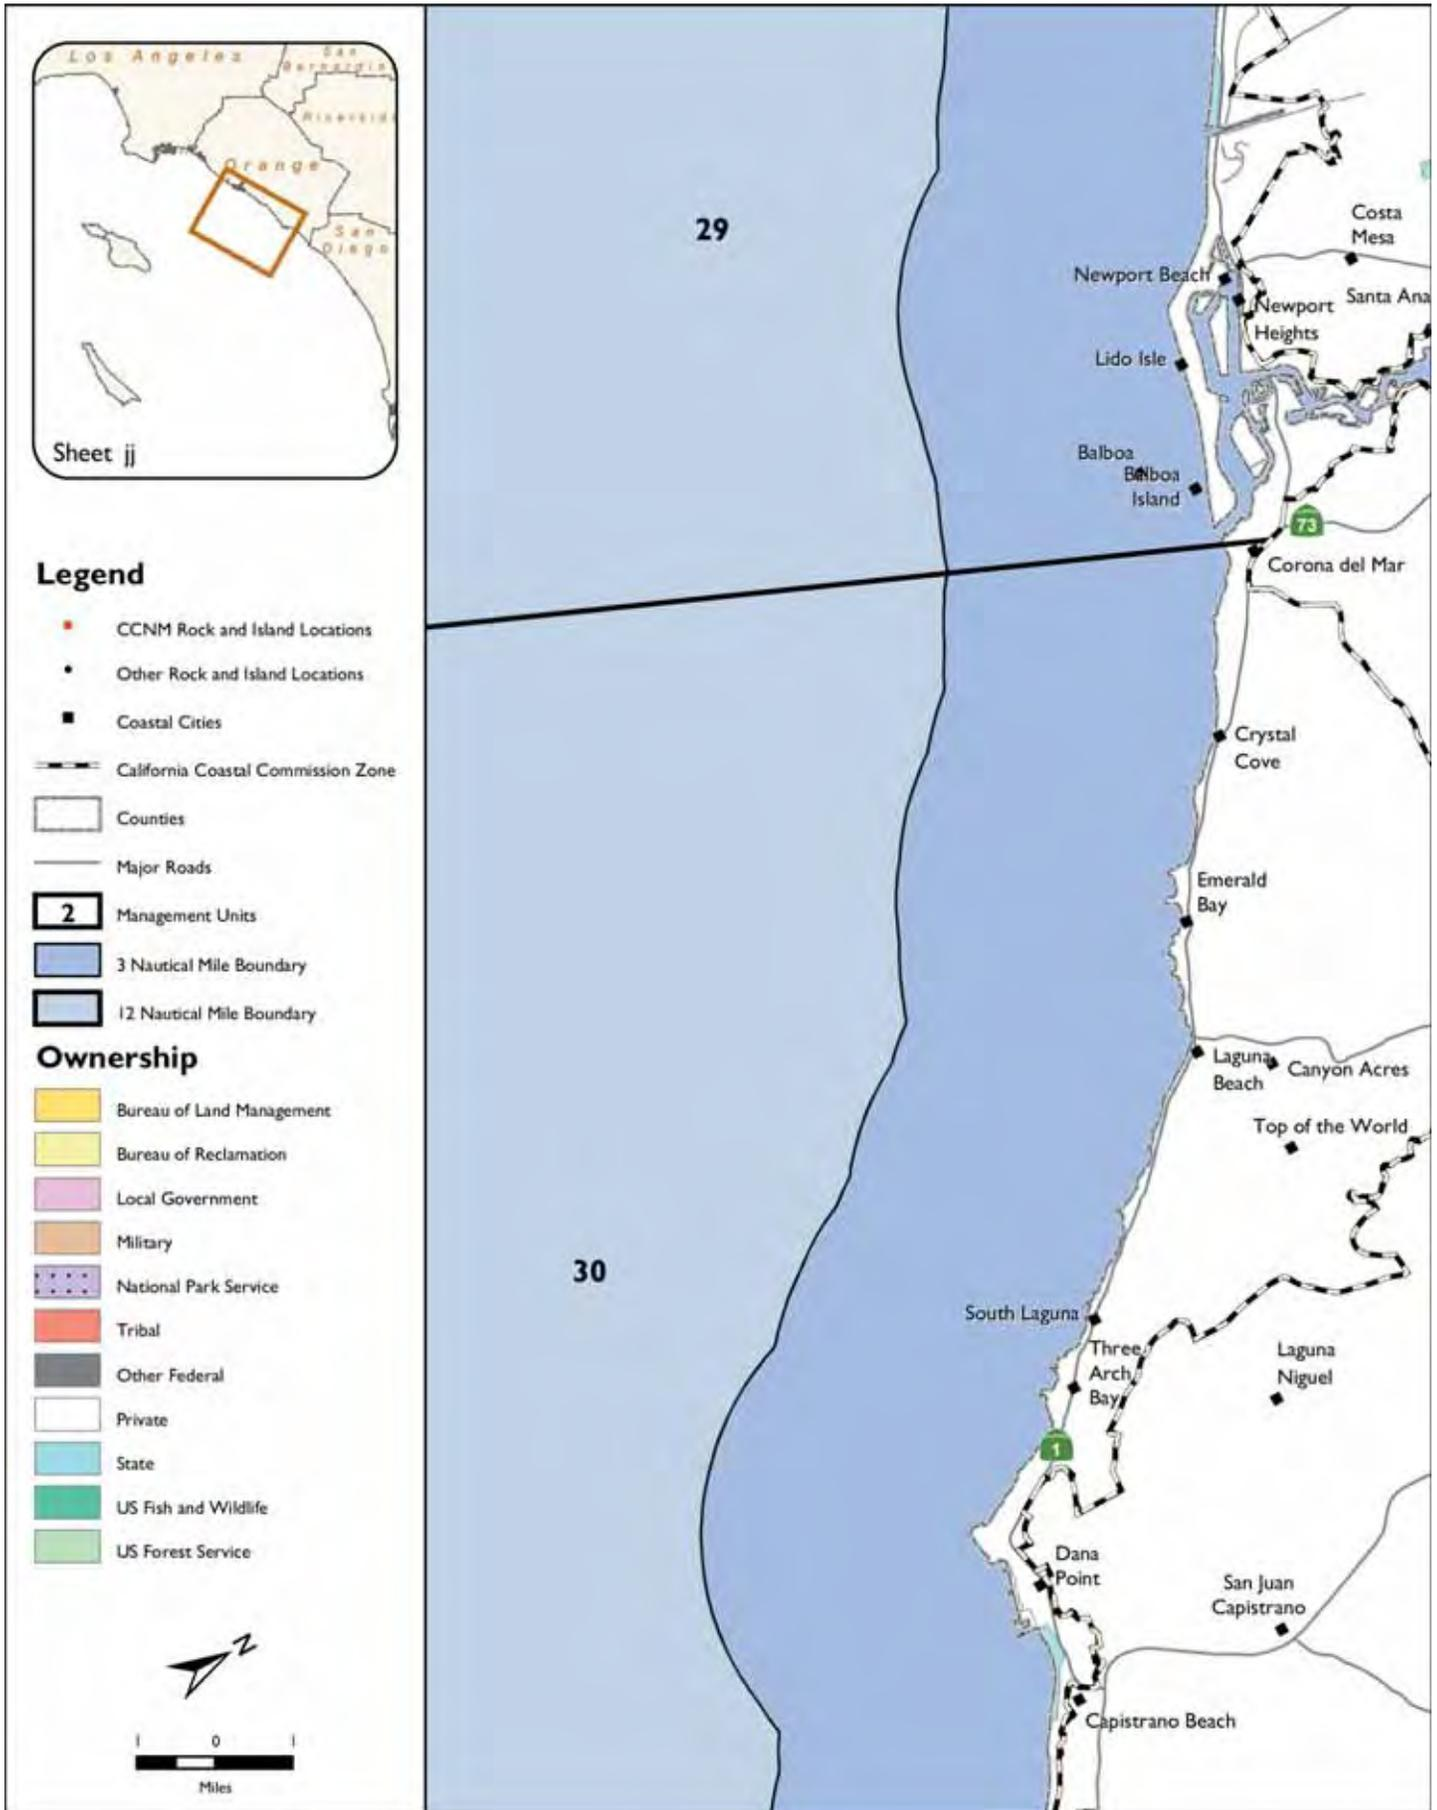 Los Angeles
San
Bernardin
Riverside
Orange
San
Diego
Sheet jj
Legend
CCNM Rock and Island Locations
Other Rock and Island Locations
Coastal Cities
California Coastal Commission Zone
Counties
Major Roads
2
Management Units
3 Nautical Mile Boundary
12 Nautical Mile Boundary
Ownership
Bureau of Land Management
Bureau of Reclamation
Local Government
Military
National Park Service
Tribal
Other Federal
Private
State
US Fish and Wildlife
US Forest Service
N
1 0 1
Miles
29
Costa
Mesa
Newport Beach
Newport
Heights
Santa Ana
Lido Isle
Balboa
Balboa
Island
73
Corona del Mar
Crystal
Cove
Emerald
Bay
Laguna
Beach
Canyon Acres
Top of the World
30
South Laguna
Three
Arch
Bay
Laguna
Niguel
1
Dana
Point
San Juan
Capistrano
Capistrano Beach